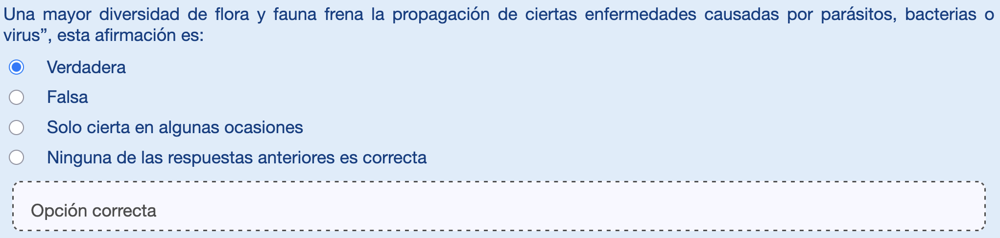 Una mayor diversidad de flora y fauna frena la propagación de ciertas enfermedades causadas por parásitos, bacterias o
virus”, esta afirmación es:
Verdadera
Falsa
Solo cierta en algunas ocasiones
Ninguna de las respuestas anteriores es correcta
Opción correcta